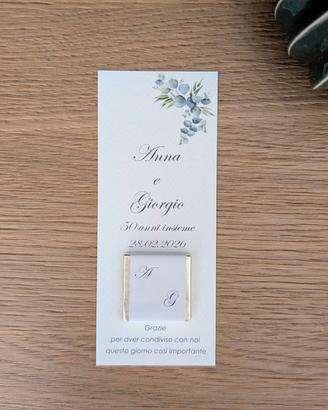 Anna
e
Giorgio
50 anni insieme
28.02.2026
A
G
Grazie
per aver condiviso con noi
questo giorno così importante